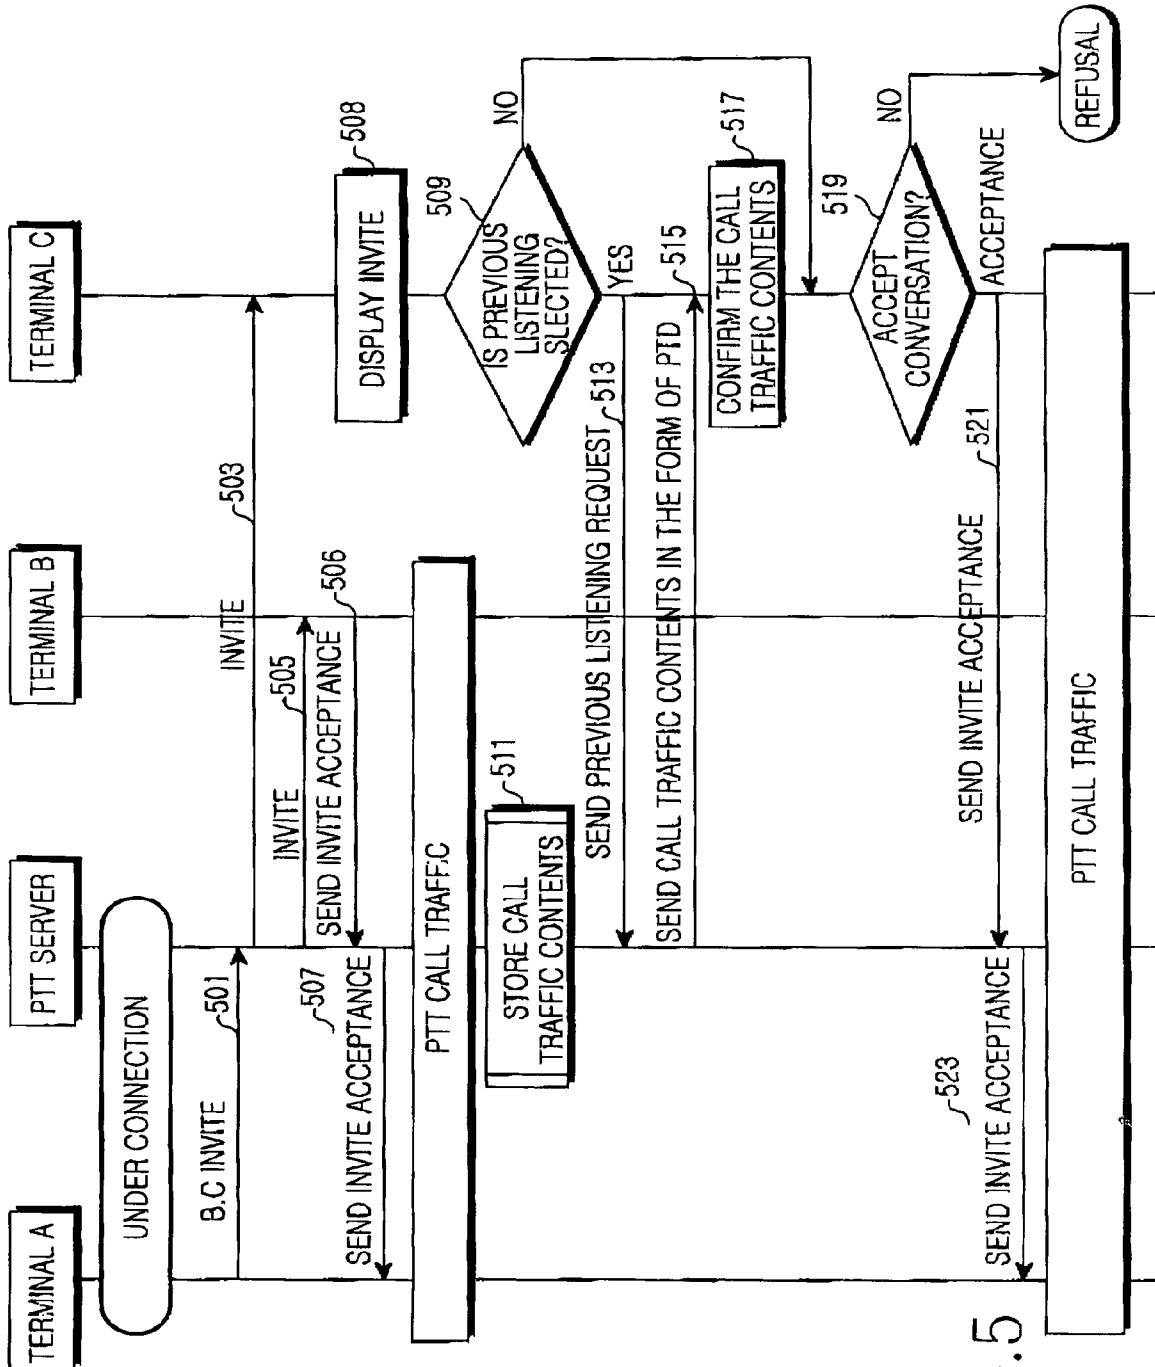 TERMINAL A
PTT SERVER
TERMINAL B
TERMINAL C
UNDER CONNECTION
B.C INVITE
501
INVITE
503
INVITE
505
SEND INVITE ACCEPTANCE
506
SEND INVITE ACCEPTANCE
507
DISPLAY INVITE
508
PTT CALL TRAFFIC
IS PREVIOUS
LISTENING
SLECTED?
509
NO
YES
STORE CALL
TRAFFIC CONTENTS
511
SEND PREVIOUS LISTENING REQUEST
513
SEND CALL TRAFFIC CONTENTS IN THE FORM OF PTD
515
CONFIRM THE CALL
TRAFFIC CONTENTS
517
ACCEPT
CONVERSATION?
519
NO
REFUSAL
ACCEPTANCE
SEND INVITE ACCEPTANCE
521
SEND INVITE ACCEPTANCE
523
PTT CALL TRAFFIC
.5